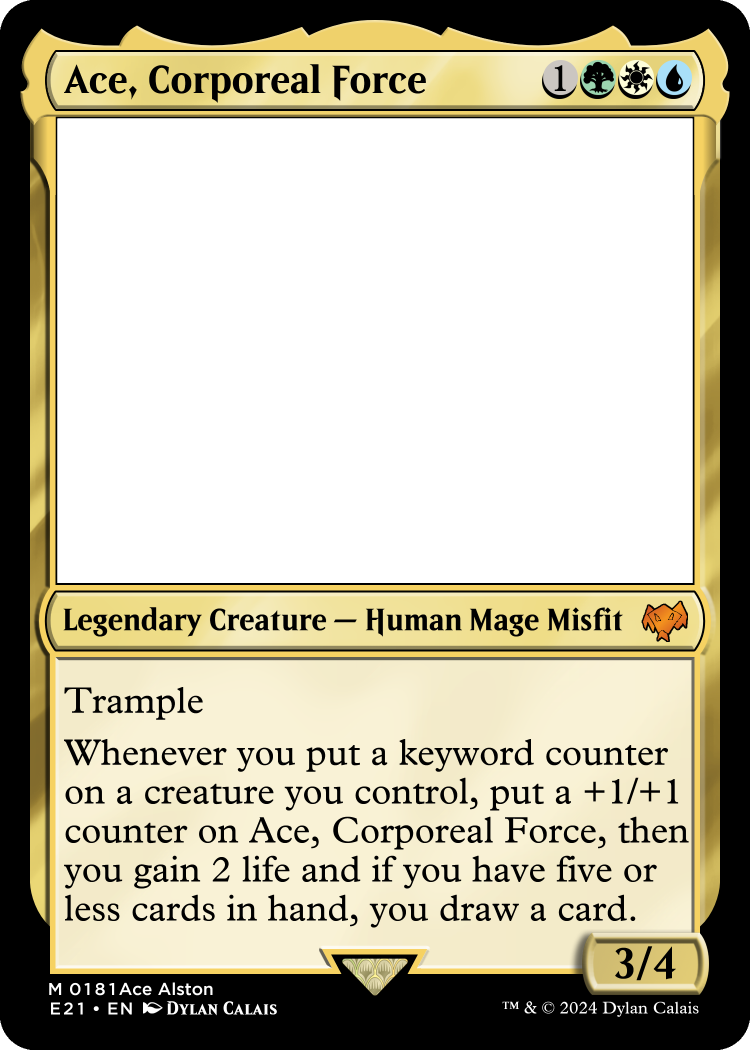 Ace, Corporeal Force 1
Legendary Creature — Human Mage Misfit
Trample
Whenever you put a keyword counter
on a creature you control, put a +1/+1
counter on Ace, Corporeal Force, then
you gain 2 life and if you have five or
less cards in hand, you draw a card.
3/4
M 0181Ace Alston
E21 • EN DYLAN CALAIS
™ & © 2024 Dylan Calais